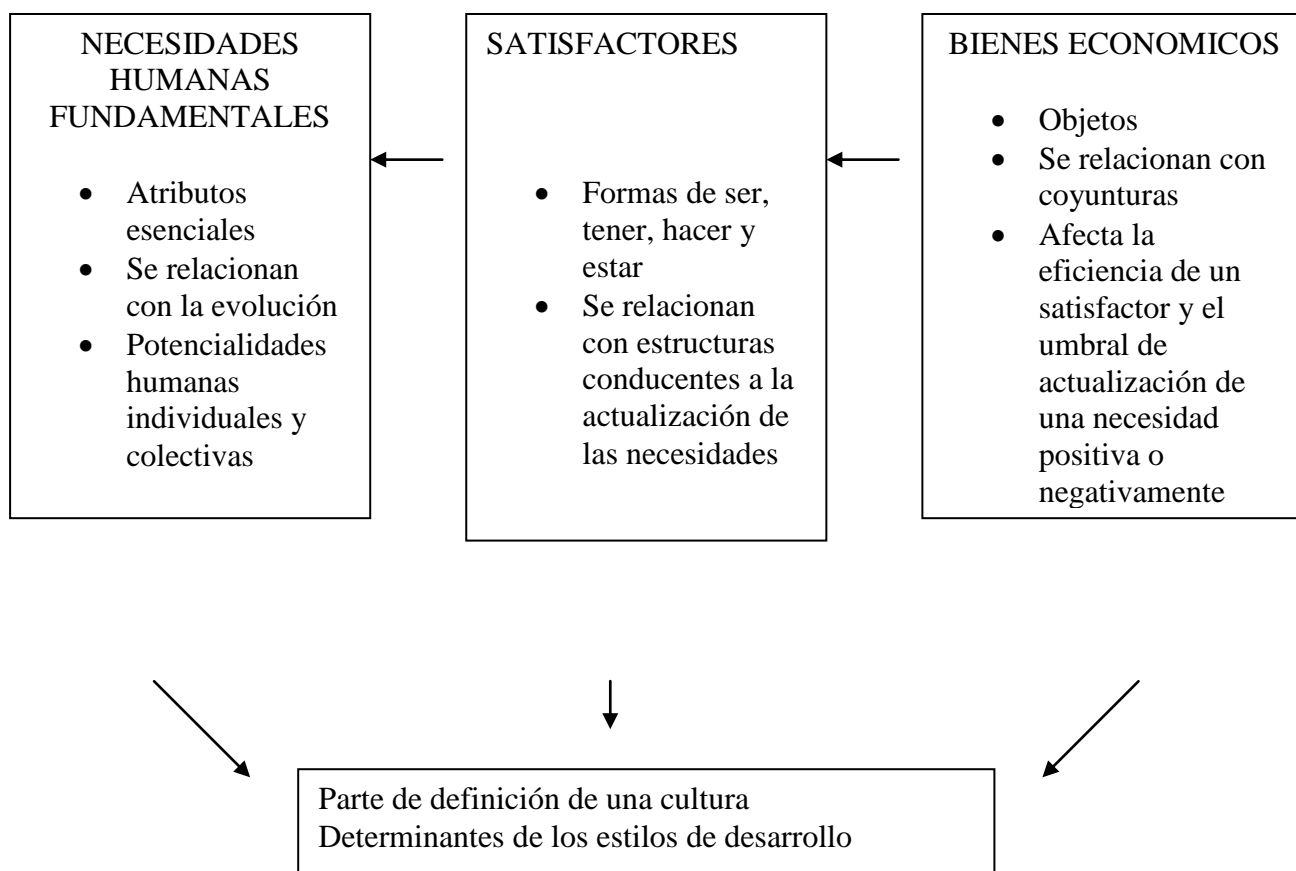 NECESIDADES
HUMANAS
FUNDAMENTALES
• Atributos
esenciales
• Se relacionan
con la evolución
• Potencialidades
humanas
individuales y
colectivas
SATISFACTORES
• Formas de ser,
tener, hacer y
estar
• Se relacionan
con estructuras
conducentes a la
actualización de
las necesidades
BIENES ECONOMICOS
• Objetos
• Se relacionan con
coyunturas
• Afecta la
eficiencia de un
satisfactor y el
umbral de
actualización de
una necesidad
positiva o
negativamente
Parte de definición de una cultura
Determinantes de los estilos de desarrollo